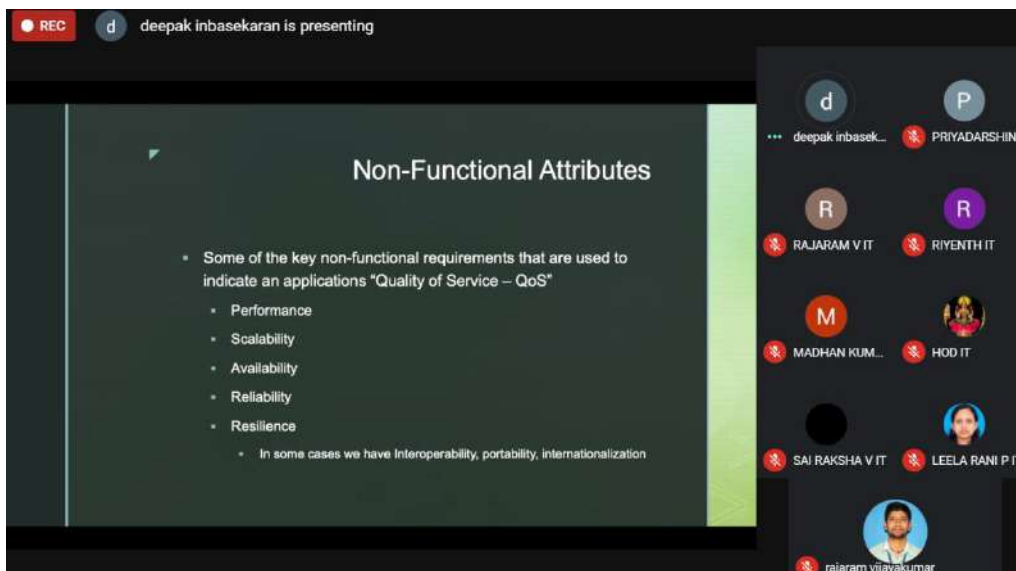 REC
d
deepak inbasekaran is presenting
Non-Functional Attributes
▪ Some of the key non-functional requirements that are used to
indicate an applications “Quality of Service – QoS”
▪ Performance
▪ Scalability
▪ Availability
▪ Reliability
▪ Resilience
▪ In some cases we have Interoperability, portability, internationalization
d
deepak inbasek...
P
PRIYADARSHIN
R
RAJARAM V IT
R
RIYENTH IT
M
MADHAN KUM...
HOD IT
SAI RAKSHA V IT
LEELA RANI P I
rajaram vijayakumar